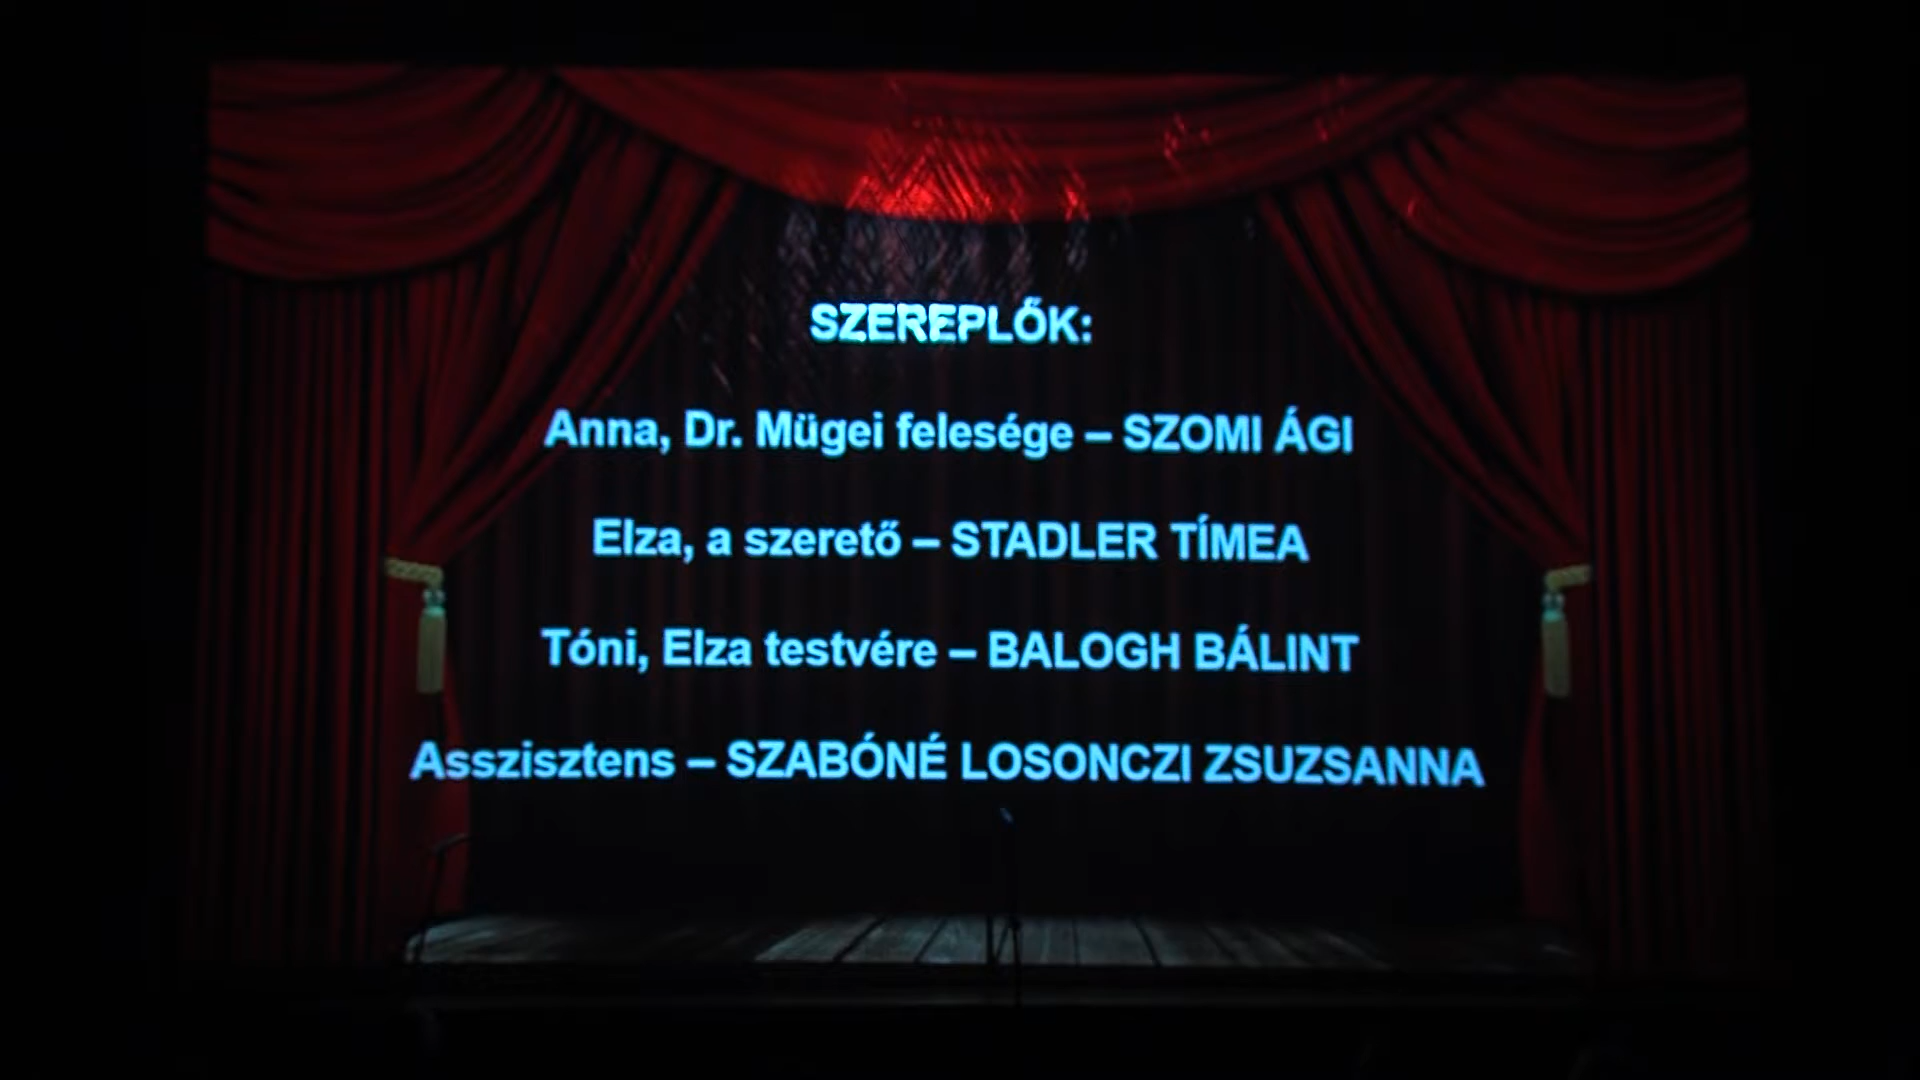 SZEREPLŐK:
Anna, Dr. Mügei felesége – SZOMI ÁGI
Elza, a szerető – STADLER TÍMEA
Tóni, Elza testvére – BALOGH BÁLINT
Asszisztens – SZABÓNÉ LOSONCZI ZSUZSANNA